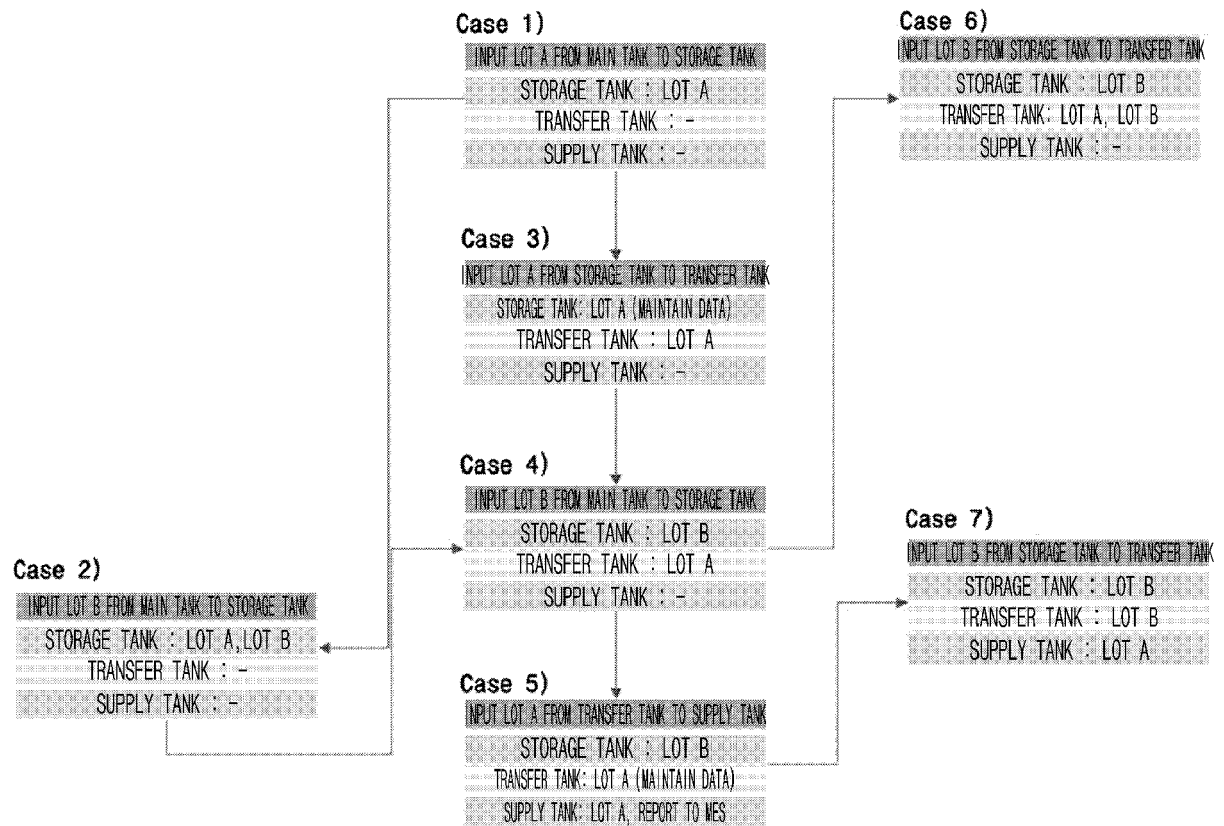 Case 1)
INPUT LOT A FROM MAIN TANK TO STORAGE TANK
STORAGE TANK : LOT A
TRANSFER TANK : -
SUPPLY TANK : -
Case 6)
INPUT LOT B FROM STORAGE TANK TO TRANSFER TANK
STORAGE TANK : LOT B
TRANSFER TANK: LOT A, LOT B
SUPPLY TANK : -
Case 3)
INPUT LOT A FROM STORAGE TANK TO TRANSFER TANK
STORAGE TANK: LOT A (MAINTAIN DATA)
TRANSFER TANK : LOT A
SUPPLY TANK : -
Case 4)
INPUT LOT B FROM MAIN TANK TO STORAGE TANK
STORAGE TANK : LOT B
TRANSFER TANK : LOT A
SUPPLY TANK : -
Case 7)
INPUT LOT B FROM STORAGE TANK TO TRANSFER TANK
STORAGE TANK : LOT B
TRANSFER TANK : LOT B
SUPPLY TANK : LOT A
Case 2)
INPUT LOT B FROM MAIN TANK TO STORAGE TANK
STORAGE TANK : LOT A,LOT B
TRANSFER TANK : -
SUPPLY TANK : -
Case 5)
INPUT LOT A FROM TRANSFER TANK TO SUPPLY TANK
STORAGE TANK : LOT B
TRANSFER TANK: LOT A (MAINTAIN DATA)
SUPPLY TANK: LOT A, REPORT TO MES